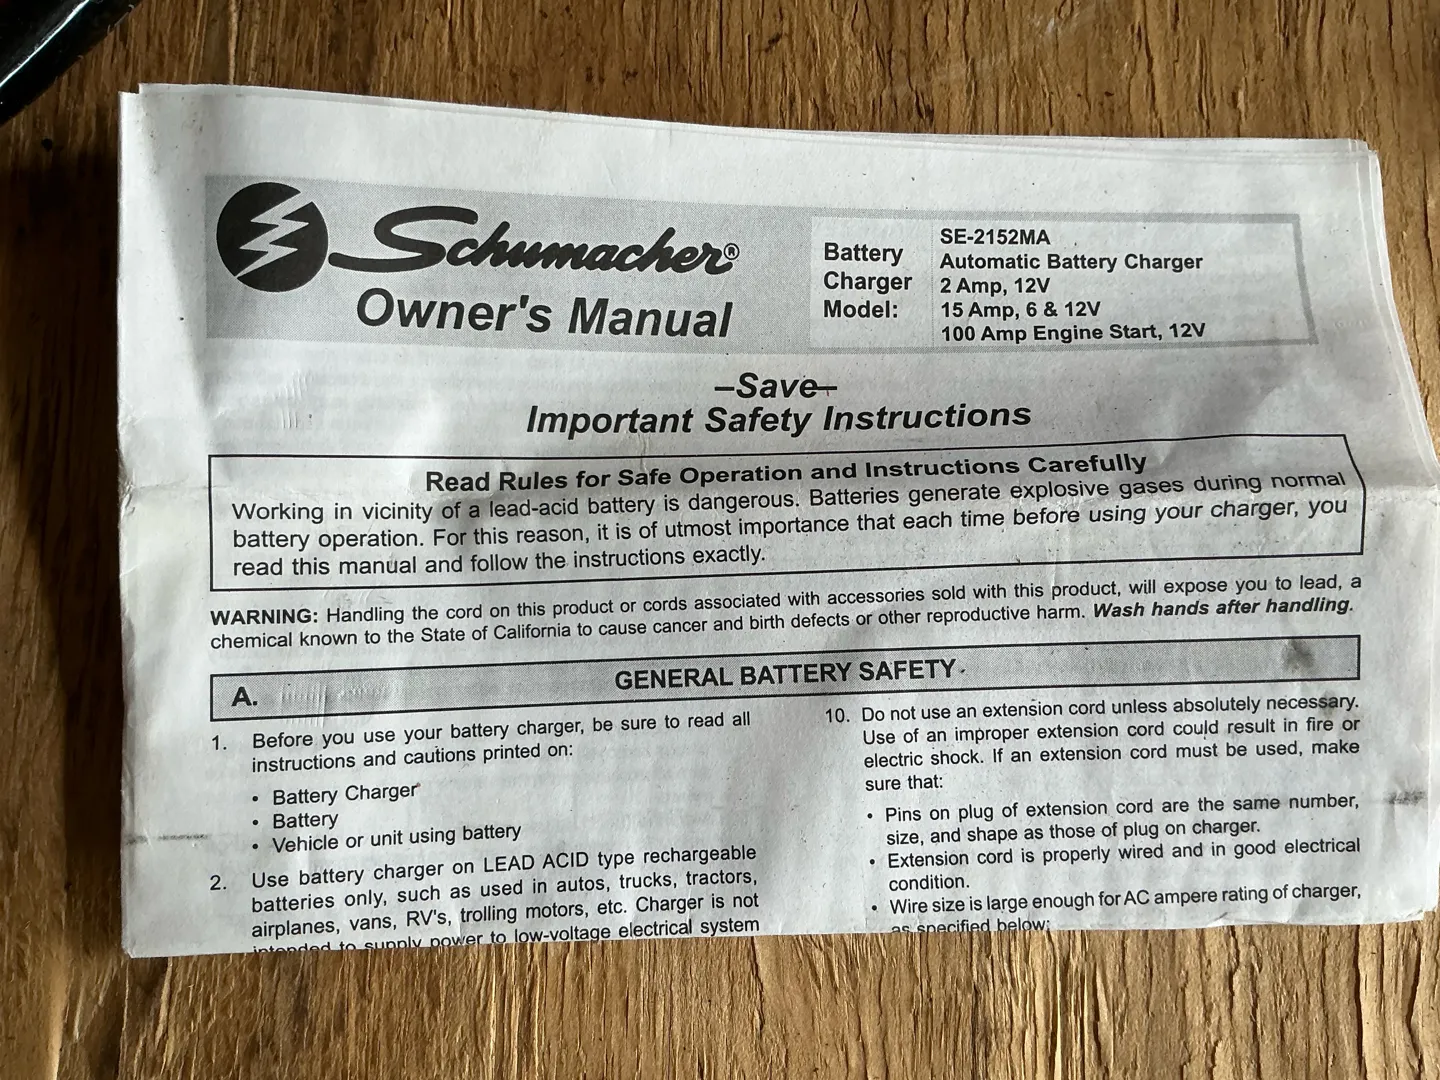 Schumacher®
Owner's Manual
Battery
Charger
Model:
SE-2152MA
Automatic Battery Charger
2 Amp, 12V
15 Amp, 6 & 12V
100 Amp Engine Start, 12V
–Save–
Important Safety Instructions
Read Rules for Safe Operation and Instructions Carefully
Working in vicinity of a lead-acid battery is dangerous. Batteries generate explosive gases during normal
battery operation. For this reason, it is of utmost importance that each time before using your charger, you
read this manual and follow the instructions exactly.
WARNING: Handling the cord on this product or cords associated with accessories sold with this product, will expose you to lead, a
chemical known to the State of California to cause cancer and birth defects or other reproductive harm. Wash hands after handling.
A. GENERAL BATTERY SAFETY
1. Before you use your battery charger, be sure to read all
instructions and cautions printed on:
• Battery Charger
• Battery
• Vehicle or unit using battery
2. Use battery charger on LEAD ACID type rechargeable
batteries only, such as used in autos, trucks, tractors,
airplanes, vans, RV's, trolling motors, etc. Charger is not
intended to supply power to low-voltage electrical system
10. Do not use an extension cord unless absolutely necessary.
Use of an improper extension cord could result in fire or
electric shock. If an extension cord must be used, make
sure that:
• Pins on plug of extension cord are the same number,
size, and shape as those of plug on charger.
• Extension cord is properly wired and in good electrical
condition.
• Wire size is large enough for AC ampere rating of charger,
as specified below: